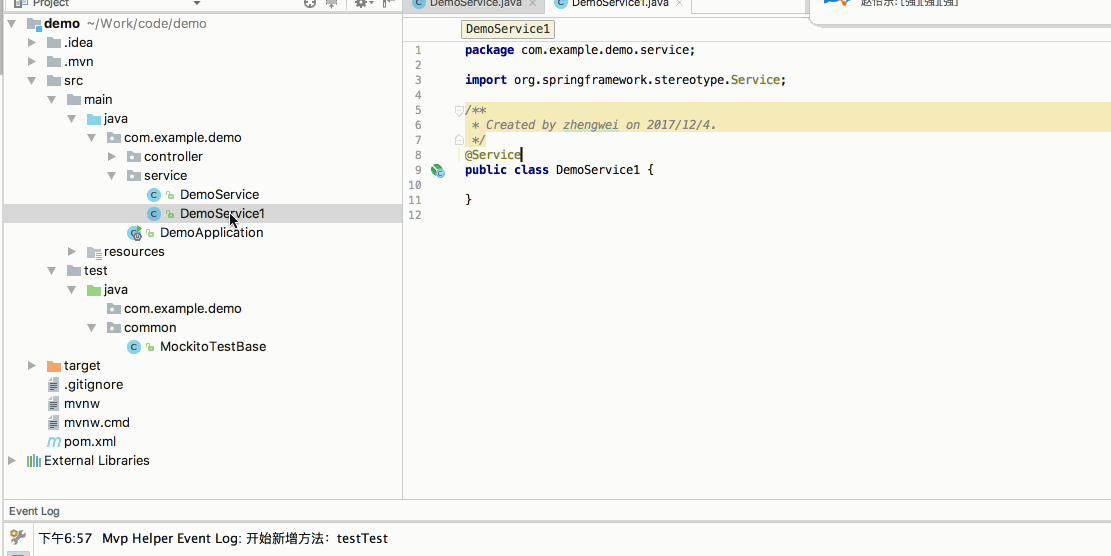 Project
DemoService.java
DemoService1.java
demo ~/Work/code/demo
.idea
.mvn
src
main
java
com.example.demo
controller
service
DemoService
DemoService1
DemoApplication
resources
test
java
com.example.demo
common
MockitoTestBase
target
.gitignore
mvnw
mvnw.cmd
pom.xml
External Libraries
DemoService1
1 package com.example.demo.service;
2
3 import org.springframework.stereotype.Service;
4
5 /**
6 * Created by zhengwei on 2017/12/4.
7 */
8 @Service
9 public class DemoService1 {
10
11 }
12
Event Log
下午6:57 Mvp Helper Event Log: 开始新增方法：testTest